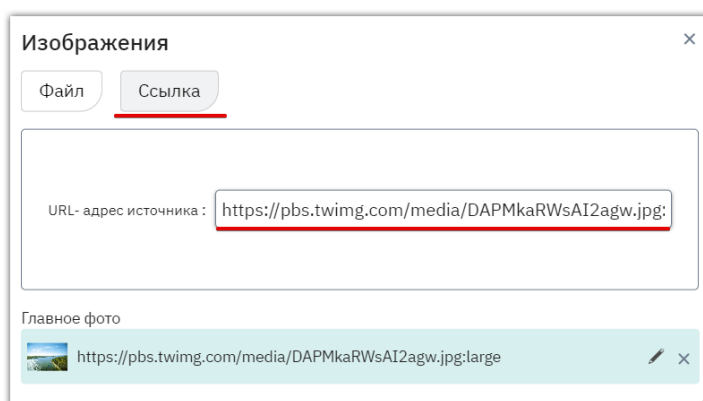 Изображения
Файл
Ссылка
URL- адрес источника :
https://pbs.twimg.com/media/DAPMkaRWsAI2agw.jpg:
Главное фото
https://pbs.twimg.com/media/DAPMkaRWsAI2agw.jpg:large